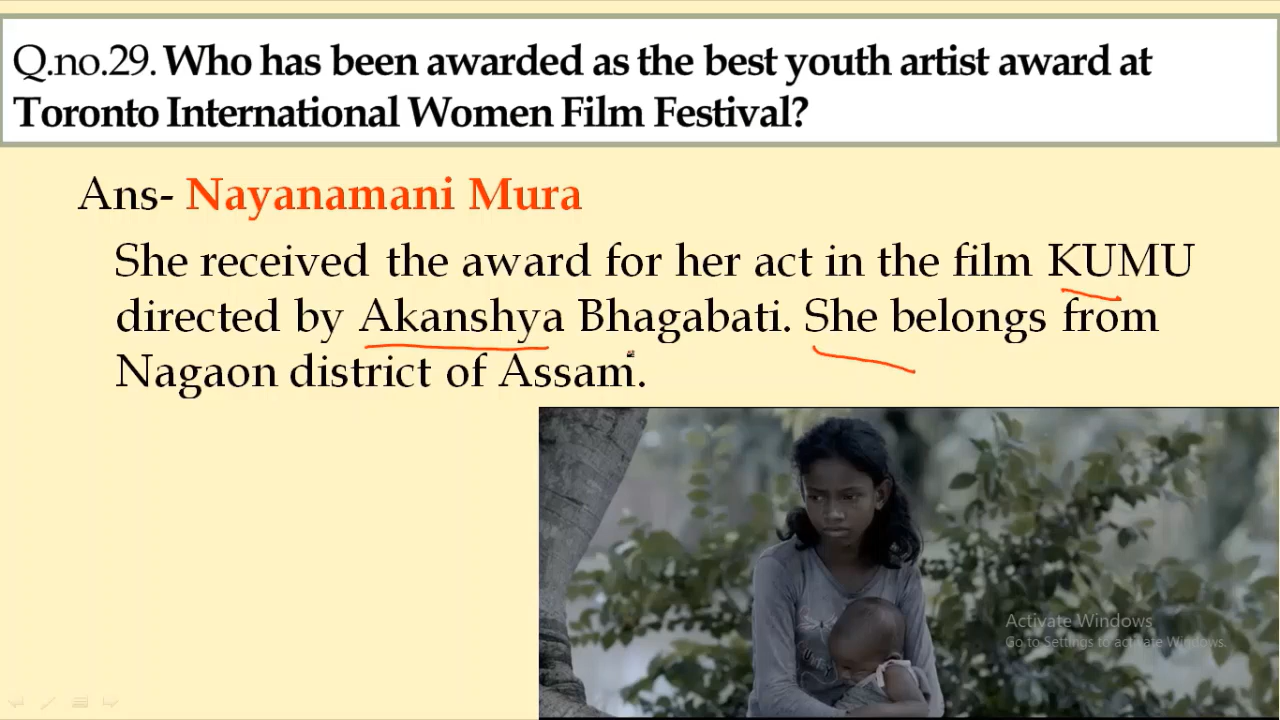 Q.no.29. Who has been awarded as the best youth artist award at
Toronto International Women Film Festival?
Ans- Nayanamani Mura
She received the award for her act in the film KUMU
directed by Akanshya Bhagabati. She belongs from
Nagaon district of Assam.
Activate Windows
Go to Settings to activate Windows.